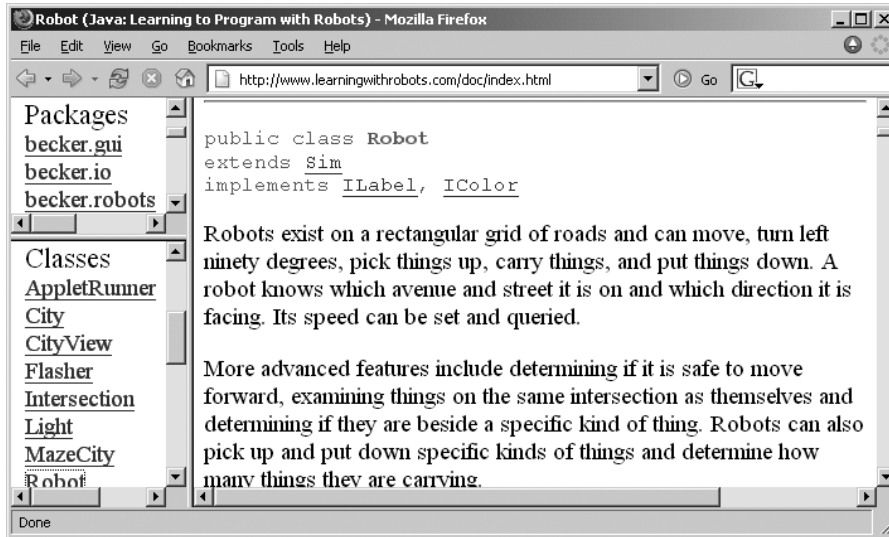 Robot (Java: Learning to Program with Robots) - Mozilla Firefox
File Edit View Go Bookmarks Tools Help
http://www.learningwithrobots.com/doc/index.html Go G
Packages
becker.gui
becker.io
becker.robots
Classes
AppletRunner
City
CityView
Flasher
Intersection
Light
MazeCity
Robot
public class Robot
extends Sim
implements ILabel, IColor
Robots exist on a rectangular grid of roads and can move, turn left
ninety degrees, pick things up, carry things, and put things down. A
robot knows which avenue and street it is on and which direction it is
facing. Its speed can be set and queried.
More advanced features include determining if it is safe to move
forward, examining things on the same intersection as themselves and
determining if they are beside a specific kind of thing. Robots can also
pick up and put down specific kinds of things and determine how
many things they are carrying.
Done